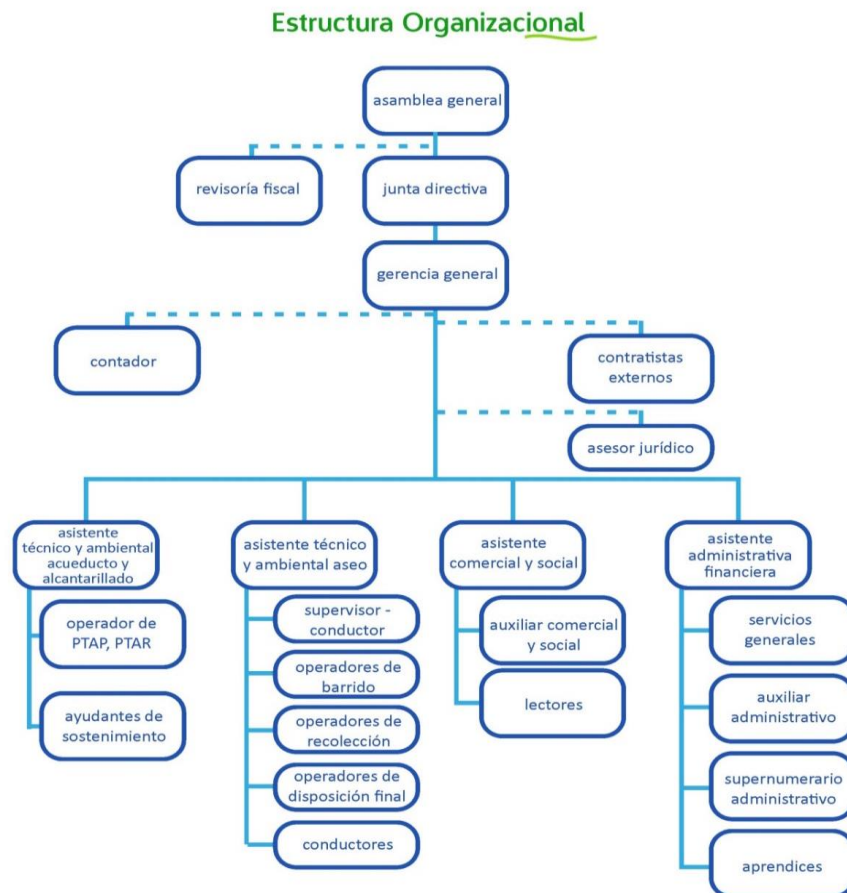 Estructura Organizacional
asamblea general
revisoría fiscal
junta directiva
gerencia general
contador
contratistas
externos
asesor jurídico
asistente
técnico y ambiental
acueducto y
alcantarillado
operador de
PTAP, PTAR
ayudantes de
sostenimiento
asistente técnico
y ambiental aseo
supervisor -
conductor
operadores de
barrido
operadores de
recolección
operadores de
disposición final
conductores
asistente
comercial y social
auxiliar comercial
y social
lectores
asistente
administrativa
financiera
servicios
generales
auxiliar
administrativo
supernumerario
administrativo
aprendices